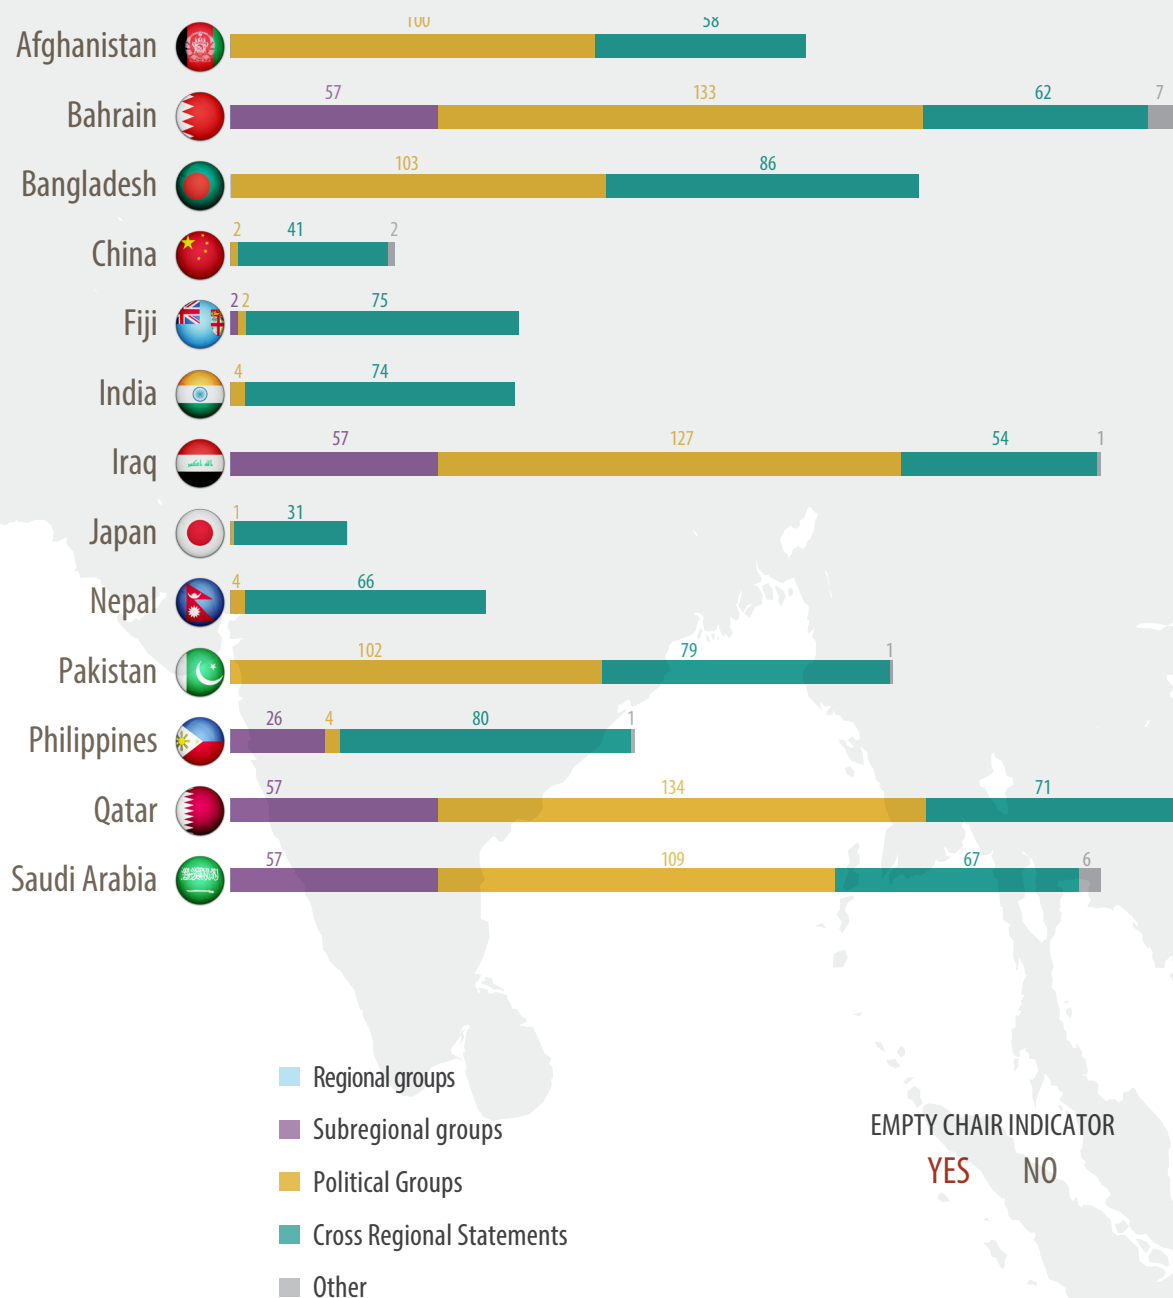 100 58
Afghanistan
57 133 62 7
Bahrain
103 86
Bangladesh
2 41 2
China
2 2 75
Fiji
4 74
India
57 127 54 1
Iraq
1 31
Japan
4 66
Nepal
102 79 1
Pakistan
26 4 80 1
Philippines
57 134 71
Qatar
57 109 67 6
Saudi Arabia
Regional groups
Subregional groups
Political Groups
Cross Regional Statements
Other
EMPTY CHAIR INDICATOR
YES NO